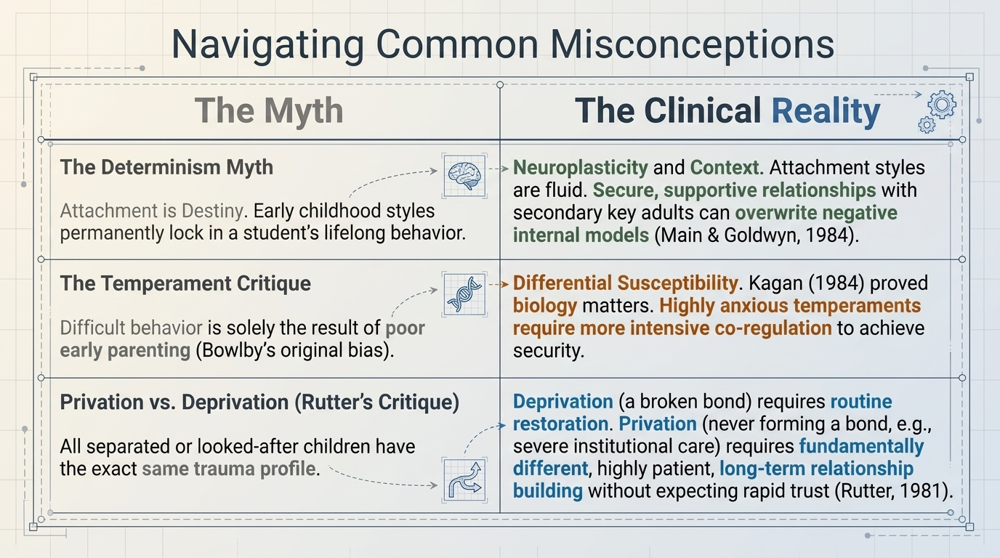 Navigating Common Misconceptions
The Myth
The Clinical Reality
The Determinism Myth
Attachment is Destiny. Early childhood styles
permanently lock in a student’s lifelong behavior.
Neuroplasticity and Context. Attachment styles
are fluid. Secure, supportive relationships with
secondary key adults can overwrite negative
internal models (Main & Goldwyn, 1984).
The Temperament Critique
Difficult behavior is solely the result of poor
early parenting (Bowlby’s original bias).
Differential Susceptibility. Kagan (1984) proved
biology matters. Highly anxious temperaments
require more intensive co-regulation to achieve
security.
Privation vs. Deprivation (Rutter’s Critique)
All separated or looked-after children have
the exact same trauma profile.
Deprivation (a broken bond) requires routine
restoration. Privation (never forming a bond, e.g.,
severe institutional care) requires fundamentally
different, highly patient, long-term relationship
building without expecting rapid trust (Rutter, 1981).